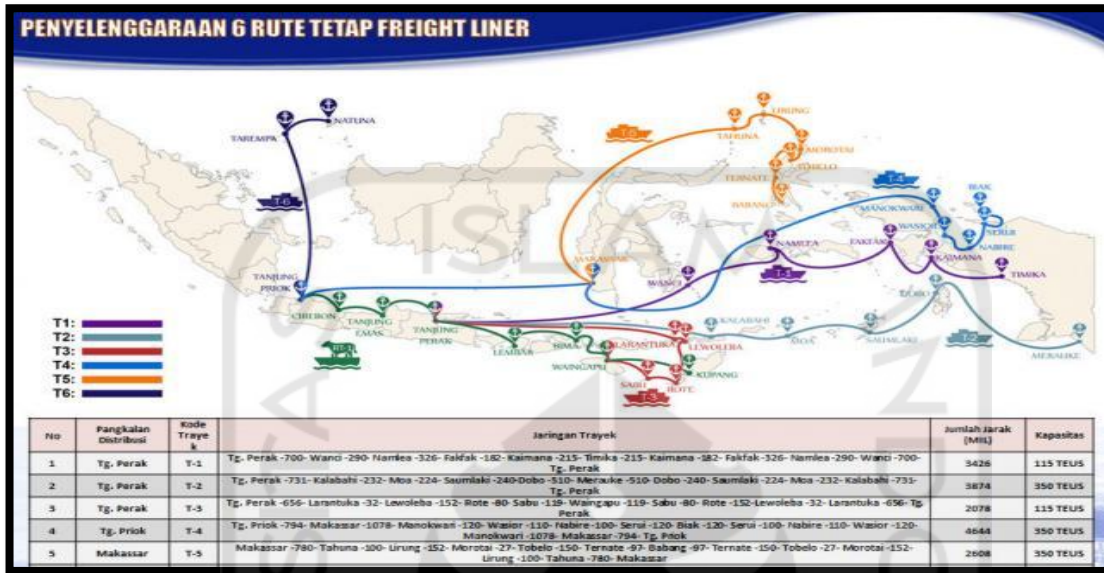 PENYELENGGARAAN 6 RUTE TETAP FREIGHT LINER
LIRUNG
TAHUNA
NATUNA
TAREMPA
T-5
MOROTAI
TOBELO
TERNATE
T-4
BIAK
BABANG
MANOKWARI
T-6
ISLAM
WASIOR
SERUI
NABIRE
NAMLEA
FAKFAK
KAIMANA
MAKASSAR
WANCI
T-1
TIMIKA
TANJUNG
PRIOK
DOBO
CIREBON
TANJUNG
EMAS
TANJUNG
PERAK
KALABAHI
MOA
SAUMLAKI
T-2
MERAUKE
LEMBAR
BIMA
LARANTUKA
LEWOLEBA
WAINGAPU
KUPANG
SABU
ROTE
T-3
T1:
T2:
T3:
T4:
T5:
T6:
No Pangkalan Distribusi Kode Trayek Jaringan Trayek Jumlah Jarak (MIL) Kapasitas
1 Tg. Perak T-1 Tg. Perak -700- Wanci -290- Namlea -326- Fakfak -182- Kaimana -215- Timika -215- Kaimana -182- Fakfak -326- Namlea -290- Wanci -700-
Tg. Perak 3426 115 TEUS
2 Tg. Perak T-2 Tg. Perak -731- Kalabahi -232- Moa -224- Saumlaki -240-Dobo -510- Merauke -510- Dobo -240- Saumlaki -224- Moa -232- Kalabahi -731-
Tg. Perak 3874 350 TEUS
3 Tg. Perak T-3 Tg. Perak -656- Larantuka -32- Lewoleba -152- Rote -80- Sabu -119- Waingapu -119- Sabu -80- Rote -152-Lewoleba -32- Larantuka -656- Tg.
Perak 2078 115 TEUS
4 Tg. Priok T-4 Tg. Priok -794- Makassar -1078- Manokwari -120- Wasior -110- Nabire -100- Serui -120- Biak -120- Serui -100- Nabire -110- Wasior -120-
Manokwari -1078- Makassar -794- Tg. Priok 4644 350 TEUS
5 Makassar T-5 Makassar -780- Tahuna -100- Lirung -152- Morotai -27- Tobelo -150- Ternate -97- Babang -97- Ternate -150- Tobelo -27- Morotai -152-
Lirung -100- Tahuna -780- Makassar 2608 350 TEUS